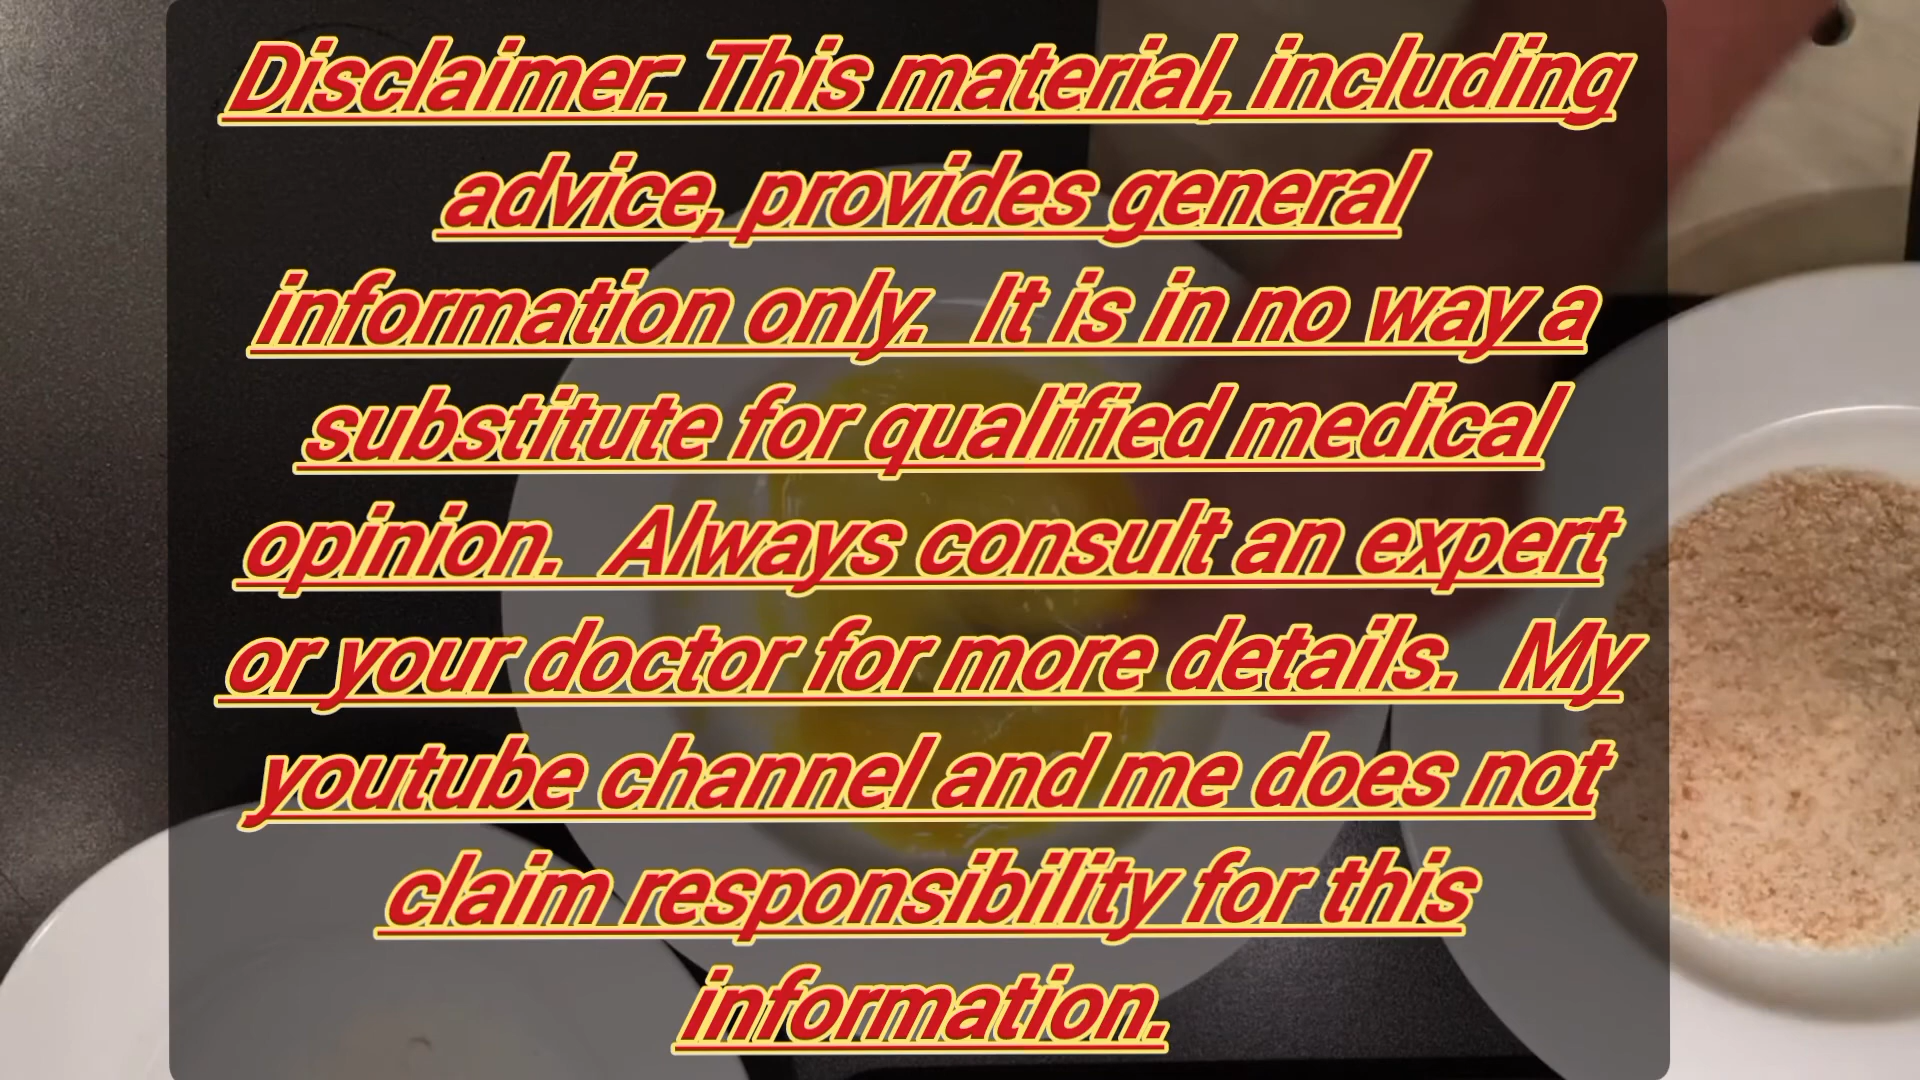 Disclaimer: This material, including
advice, provides general
information only.  It is in no way a
substitute for qualified medical
opinion.  Always consult an expert
or your doctor for more details.  My
youtube channel and me does not
claim responsibility for this
information.